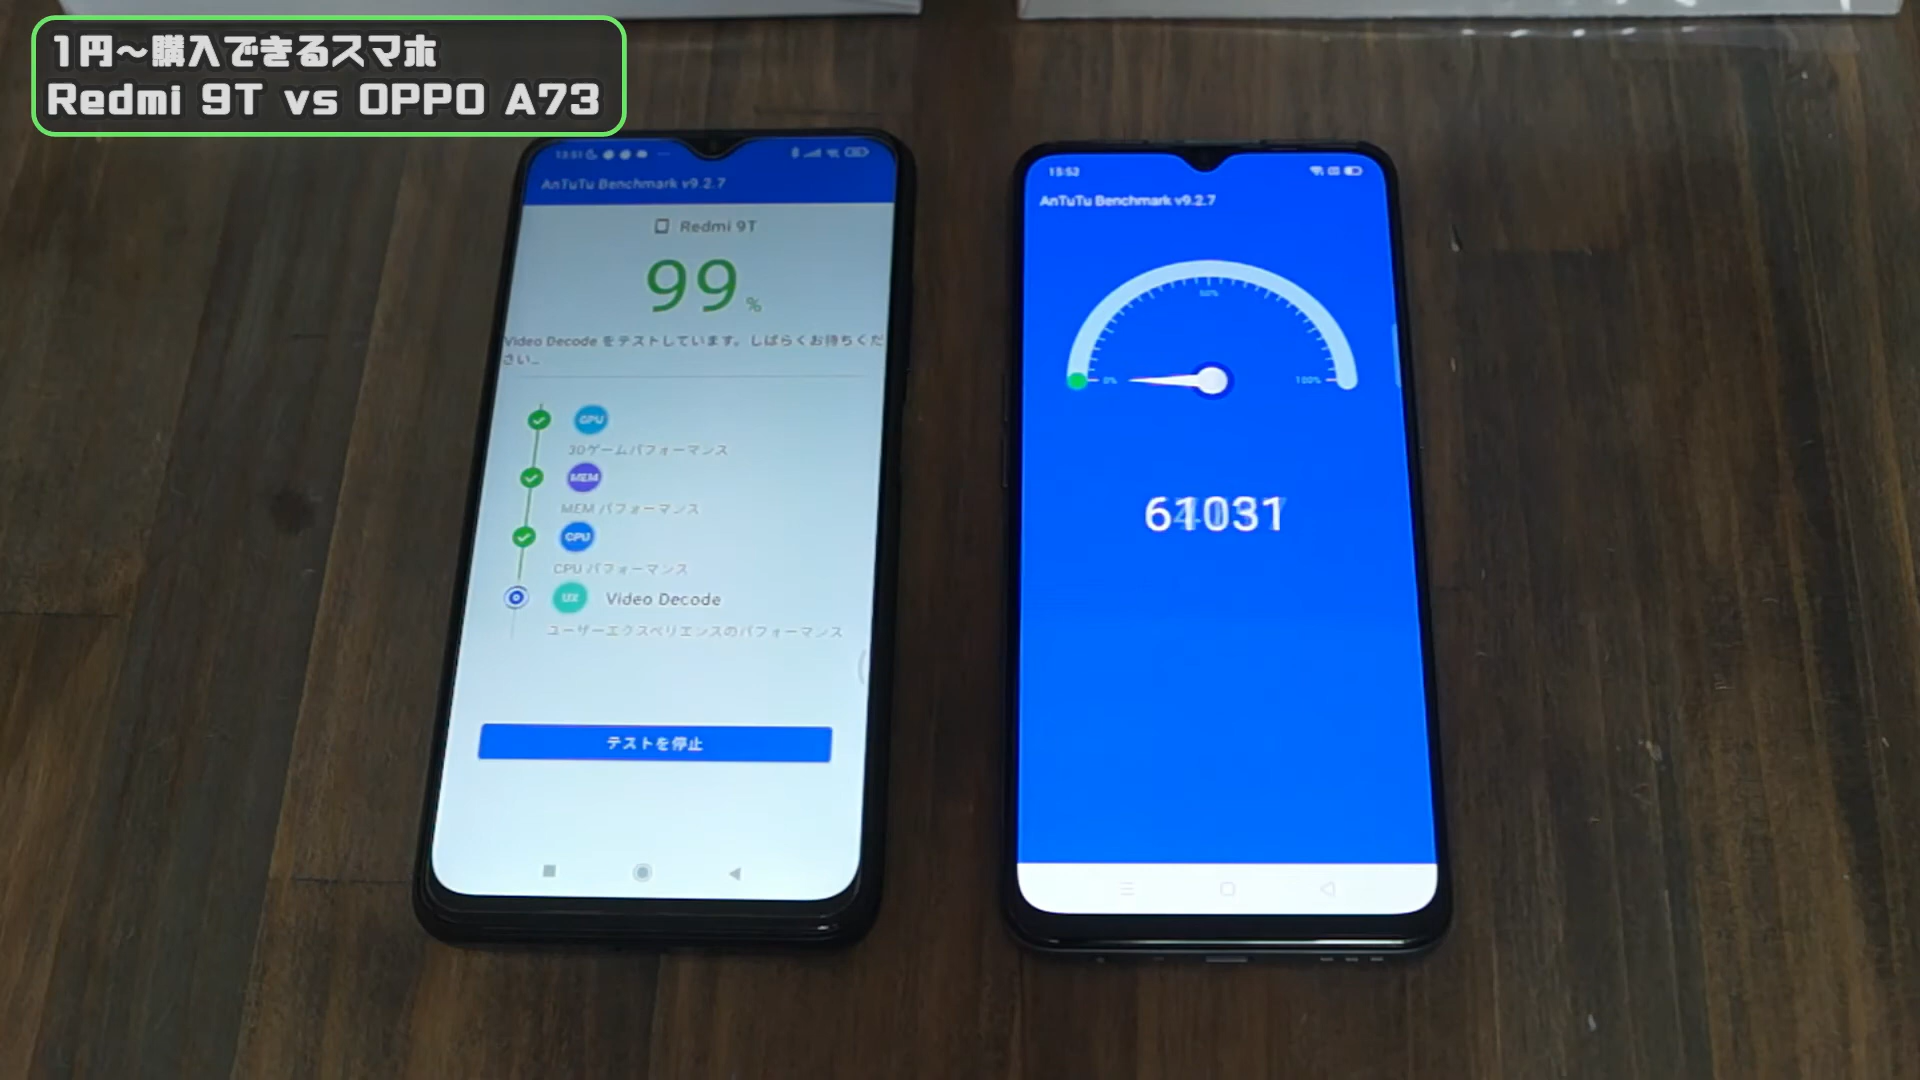 1円～購入できるスマホ
Redmi 9T vs OPPO A73
13:51
AnTuTu Benchmark v9.2.7
Redmi 9T
99%
Video Decode をテストしています。しばらくお待ちくだ
さい...
GPU
3Dゲームパフォーマンス
MEM
MEM パフォーマンス
CPU
CPU パフォーマンス
UX Video Decode
ユーザーエクスペリエンスのパフォーマンス
テストを停止
AnTuTu Benchmark v9.2.7
50%
0%
100%